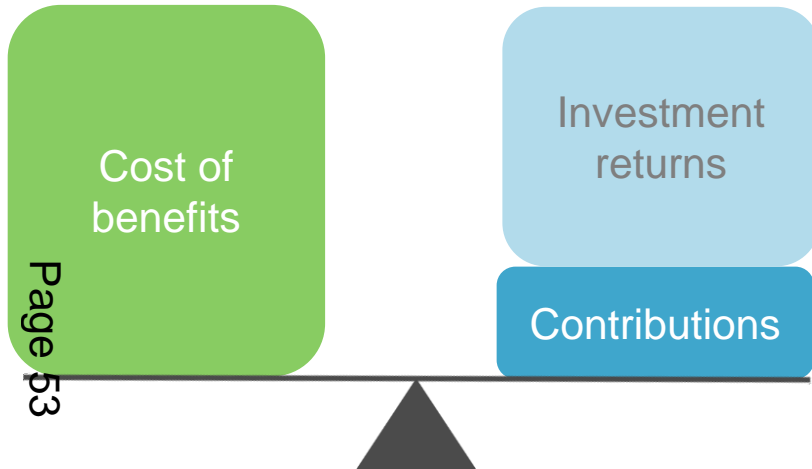 Cost of
benefits
Investment
returns
Contributions
Page 53